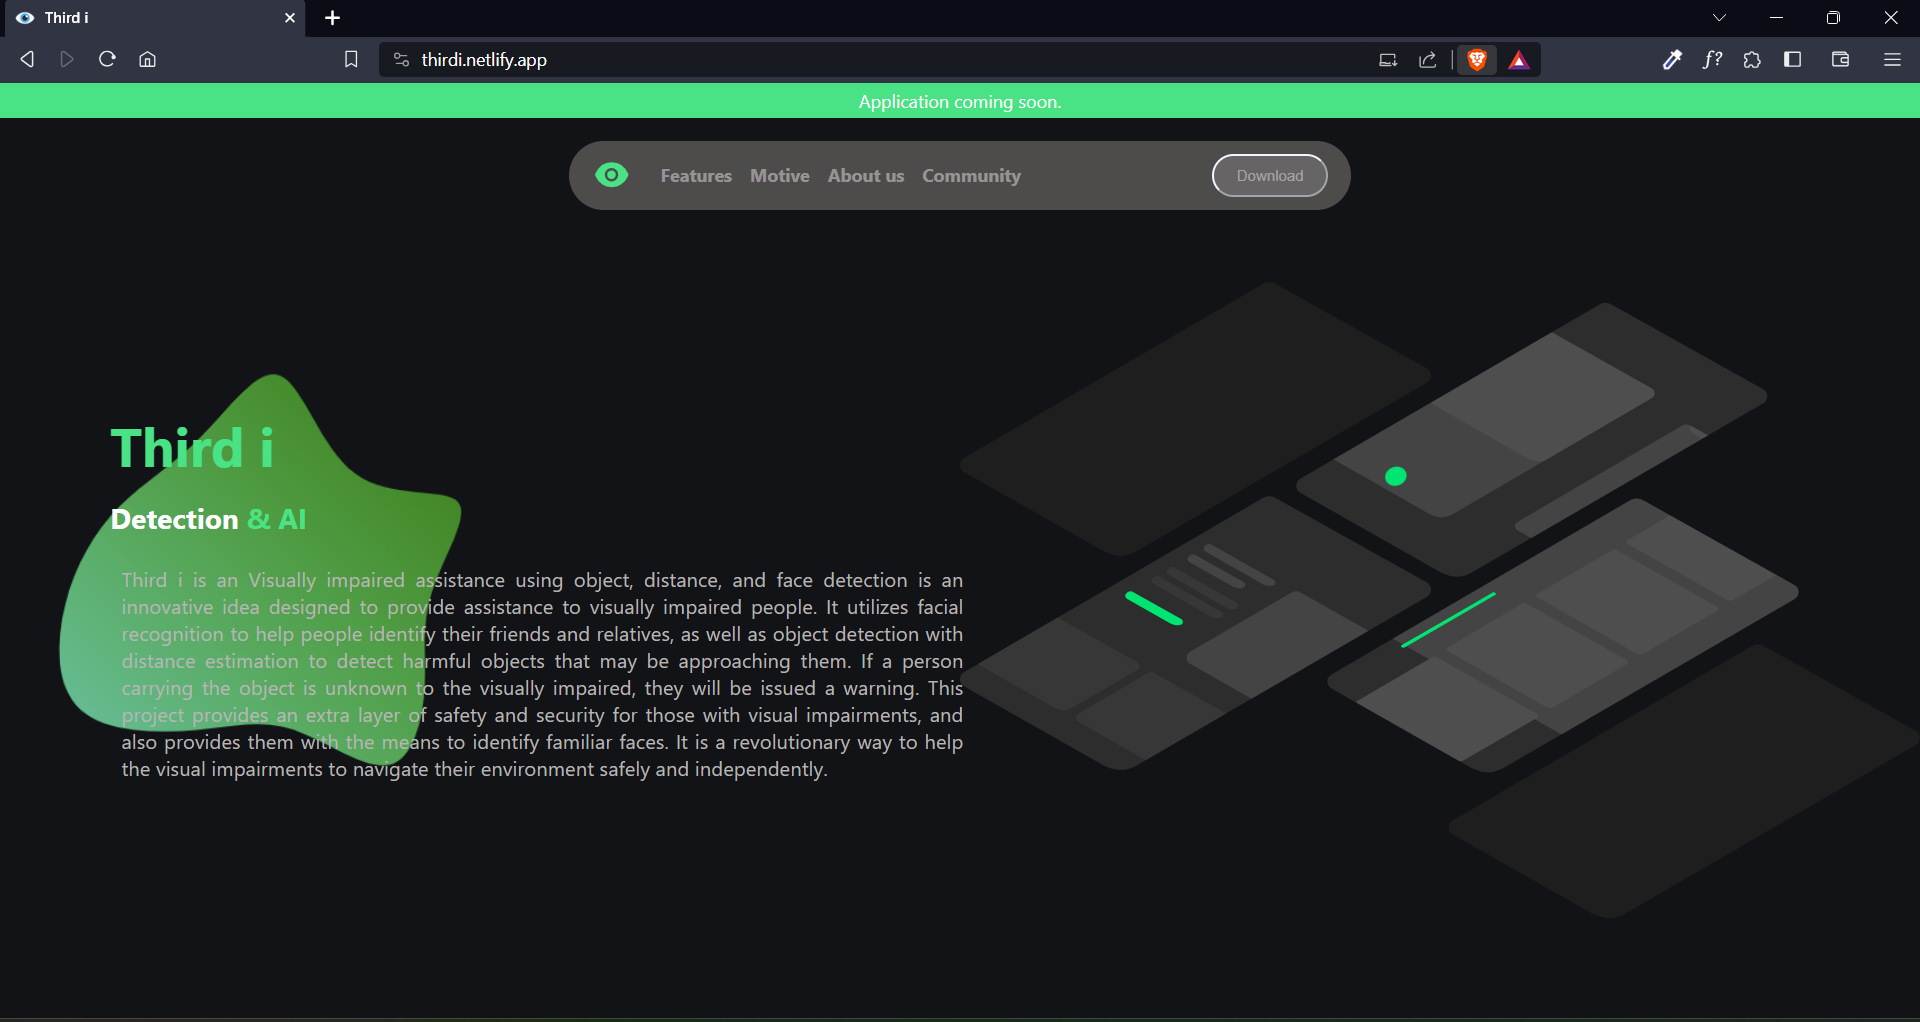 Third i
thirdi.netlify.app
ƒ?
Application coming soon.
Features Motive About us Community Download
Third i
Detection & AI
Third i is an Visually impaired assistance using object, distance, and face detection is an
innovative idea designed to provide assistance to visually impaired people. It utilizes facial
recognition to help people identify their friends and relatives, as well as object detection with
distance estimation to detect harmful objects that may be approaching them. If a person
carrying the object is unknown to the visually impaired, they will be issued a warning. This
project provides an extra layer of safety and security for those with visual impairments, and
also provides them with the means to identify familiar faces. It is a revolutionary way to help
the visual impairments to navigate their environment safely and independently.